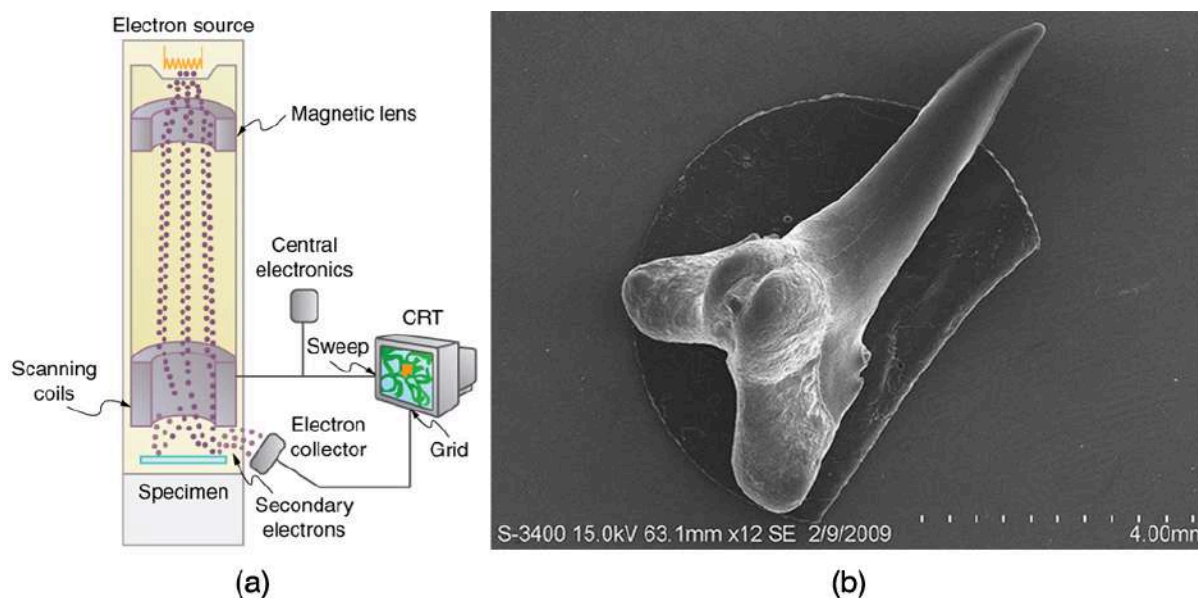 Electron source
Magnetic lens
Central
electronics
CRT
Sweep
Scanning
coils
Electron
collector
Grid
Specimen
Secondary
electrons
S-3400 15.0kV 63.1mm x12 SE 2/9/2009
4.00mm
(a)
(b)